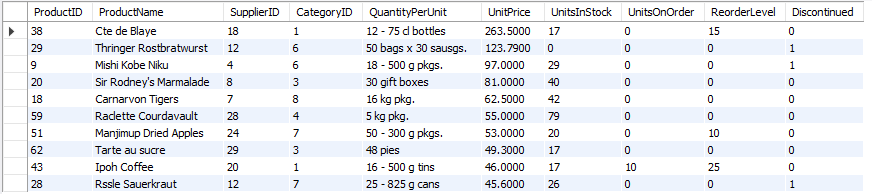 ProductID ProductName SupplierID CategoryID QuantityPerUnit UnitPrice UnitsInStock UnitsOnOrder ReorderLevel Discontinued
38 Cte de Blaye 18 1 12 - 75 cl bottles 263.5000 17 0 15 0
29 Thringer Rostbratwurst 12 6 50 bags x 30 sausgs. 123.7900 0 0 0 1
9 Mishi Kobe Niku 4 6 18 - 500 g pkgs. 97.0000 29 0 0 1
20 Sir Rodney's Marmalade 8 3 30 gift boxes 81.0000 40 0 0 0
18 Carnarvon Tigers 7 8 16 kg pkg. 62.5000 42 0 0 0
59 Radette Courdavault 28 4 5 kg pkg. 55.0000 79 0 0 0
51 Manjimup Dried Apples 24 7 50 - 300 g pkgs. 53.0000 20 0 10 0
62 Tarte au sucre 29 3 48 pies 49.3000 17 0 0 0
43 Ipoh Coffee 20 1 16 - 500 g tins 46.0000 17 10 25 0
28 Rssle Sauerkraut 12 7 25 - 825 g cans 45.6000 26 0 0 1